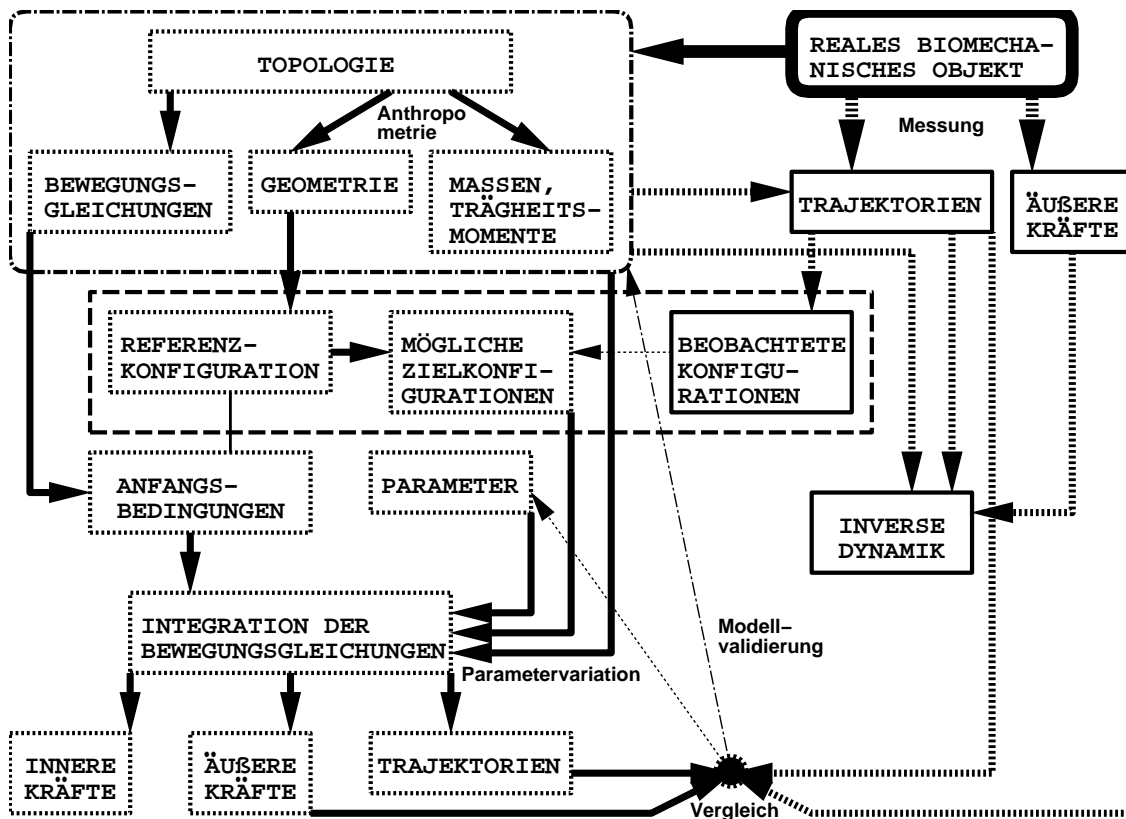 REALES BIOMECHA-
NISCHES OBJEKT
TOPOLOGIE
Anthropo
metrie
Messung
BEWEGUNGS-
GLEICHUNGEN
GEOMETRIE
MASSEN,
TRÄGHEITS-
MOMENTE
TRAJEKTORIEN
ÄUßERE
KRÄFTE
REFERENZ-
KONFIGURATION
MÖGLICHE
ZIELKONFI-
GURATIONEN
BEOBACHTETE
KONFIGU-
RATIONEN
ANFANGS-
BEDINGUNGEN
PARAMETER
INVERSE
DYNAMIK
INTEGRATION DER
BEWEGUNGSGLEICHUNGEN
Modell–
validierung
Parametervariation
INNERE
KRÄFTE
ÄUßERE
KRÄFTE
TRAJEKTORIEN
Vergleich